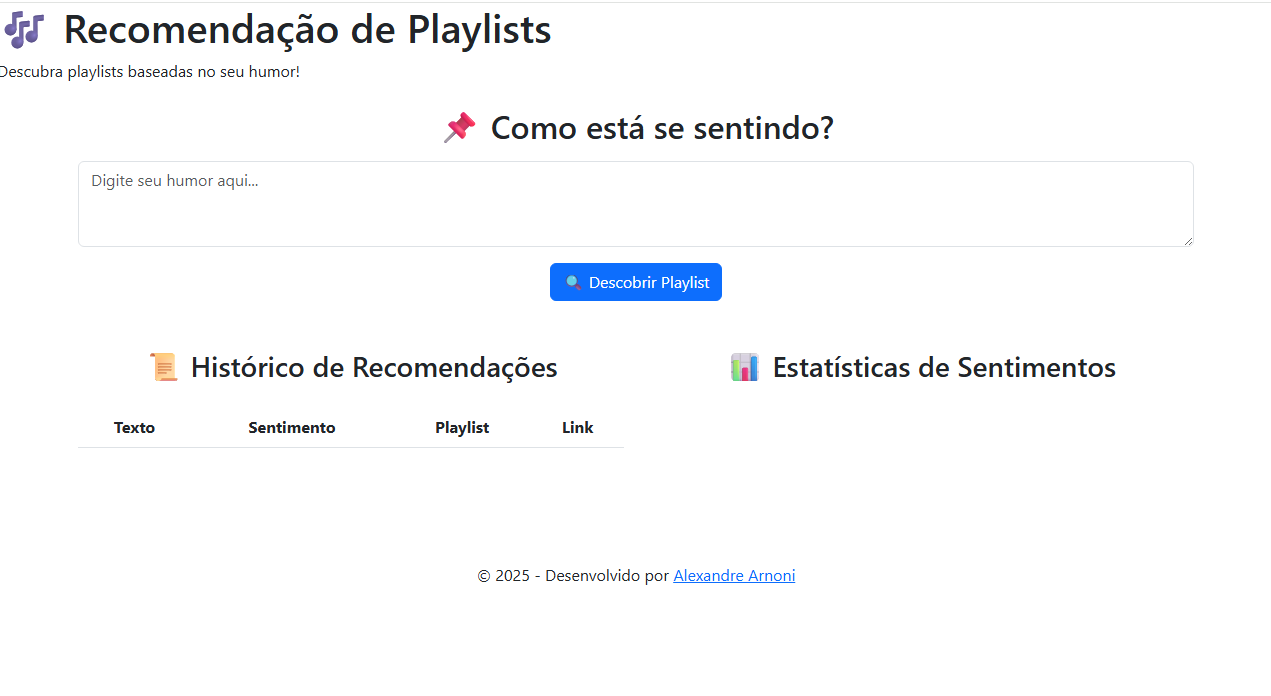 🎶 Recomendação de Playlists
Descubra playlists baseadas no seu humor!
📌 Como está se sentindo?
Digite seu humor aqui...
🔍 Descobrir Playlist
📜 Histórico de Recomendações
Texto Sentimento Playlist Link
📊 Estatísticas de Sentimentos
© 2025 - Desenvolvido por Alexandre Arnoni